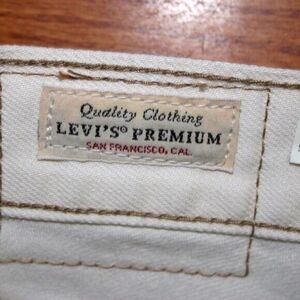 Quality Clothing
LEVI'S® PREMIUM
SAN FRANCISCO, CAL.